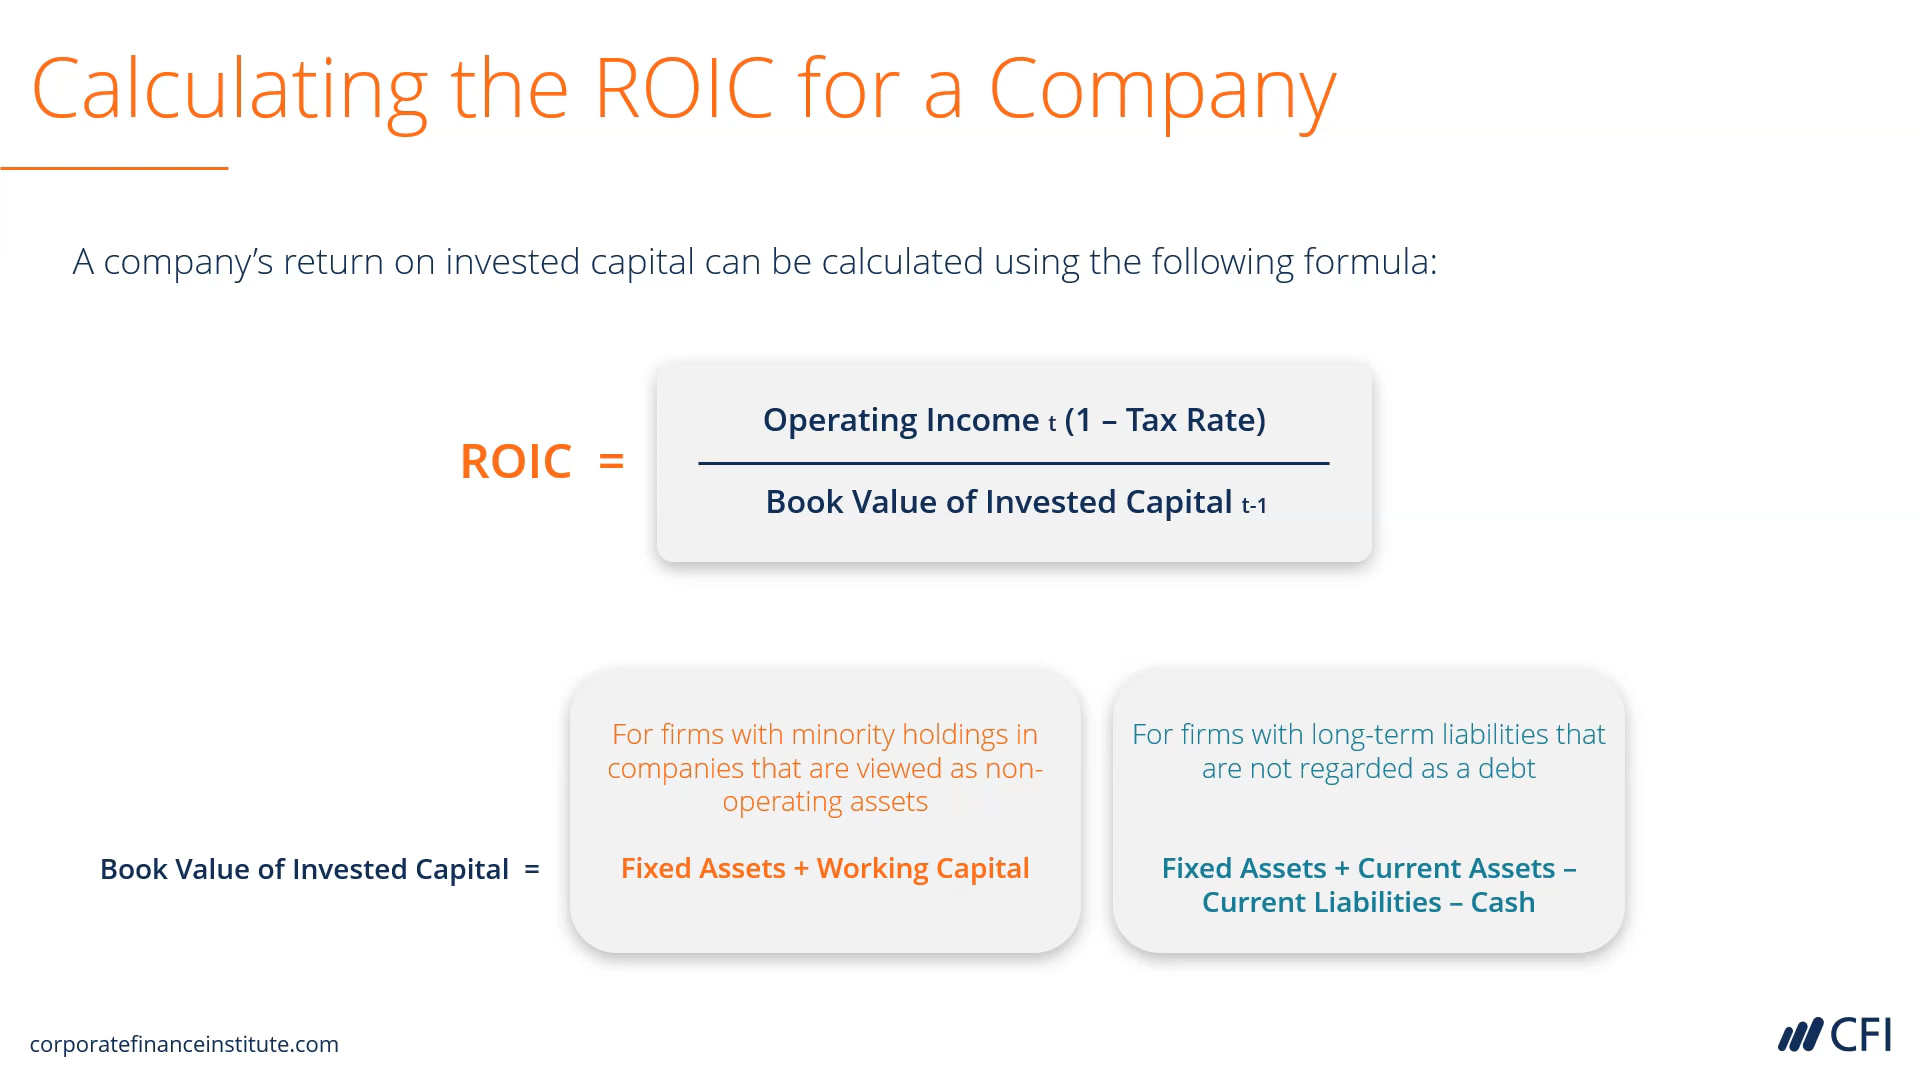 Calculating the ROIC for a Company
A company’s return on invested capital can be calculated using the following formula:
ROIC =
Operating Income t (1 – Tax Rate)
Book Value of Invested Capital t-1
Book Value of Invested Capital =
For firms with minority holdings in
companies that are viewed as non-
operating assets
Fixed Assets + Working Capital
For firms with long-term liabilities that
are not regarded as a debt
Fixed Assets + Current Assets –
Current Liabilities – Cash
corporatefinanceinstitute.com
CFI